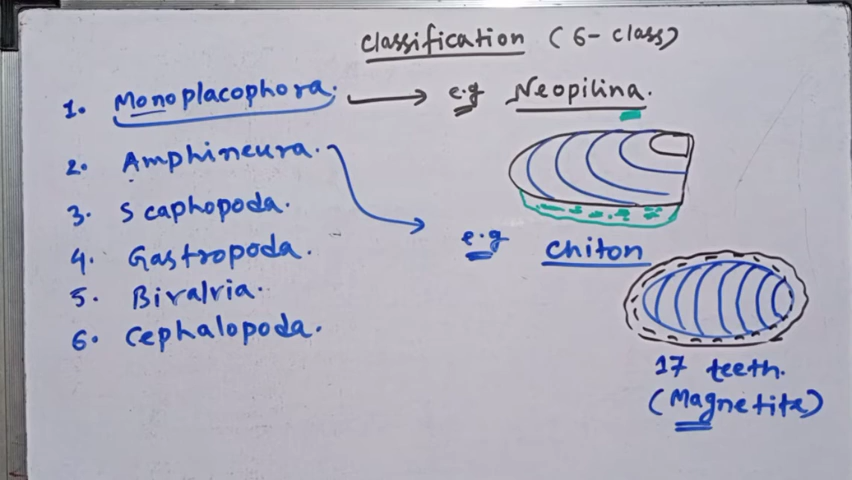 Classification (6-class)
1. Monoplacophora. → e.g Neopilina.
2. Amphineura.
3. Scaphopoda.
e.g Chiton
4. Gastropoda.
5. Bivalvia.
6. Cephalopoda.
17 teeth.
(Magnetite)